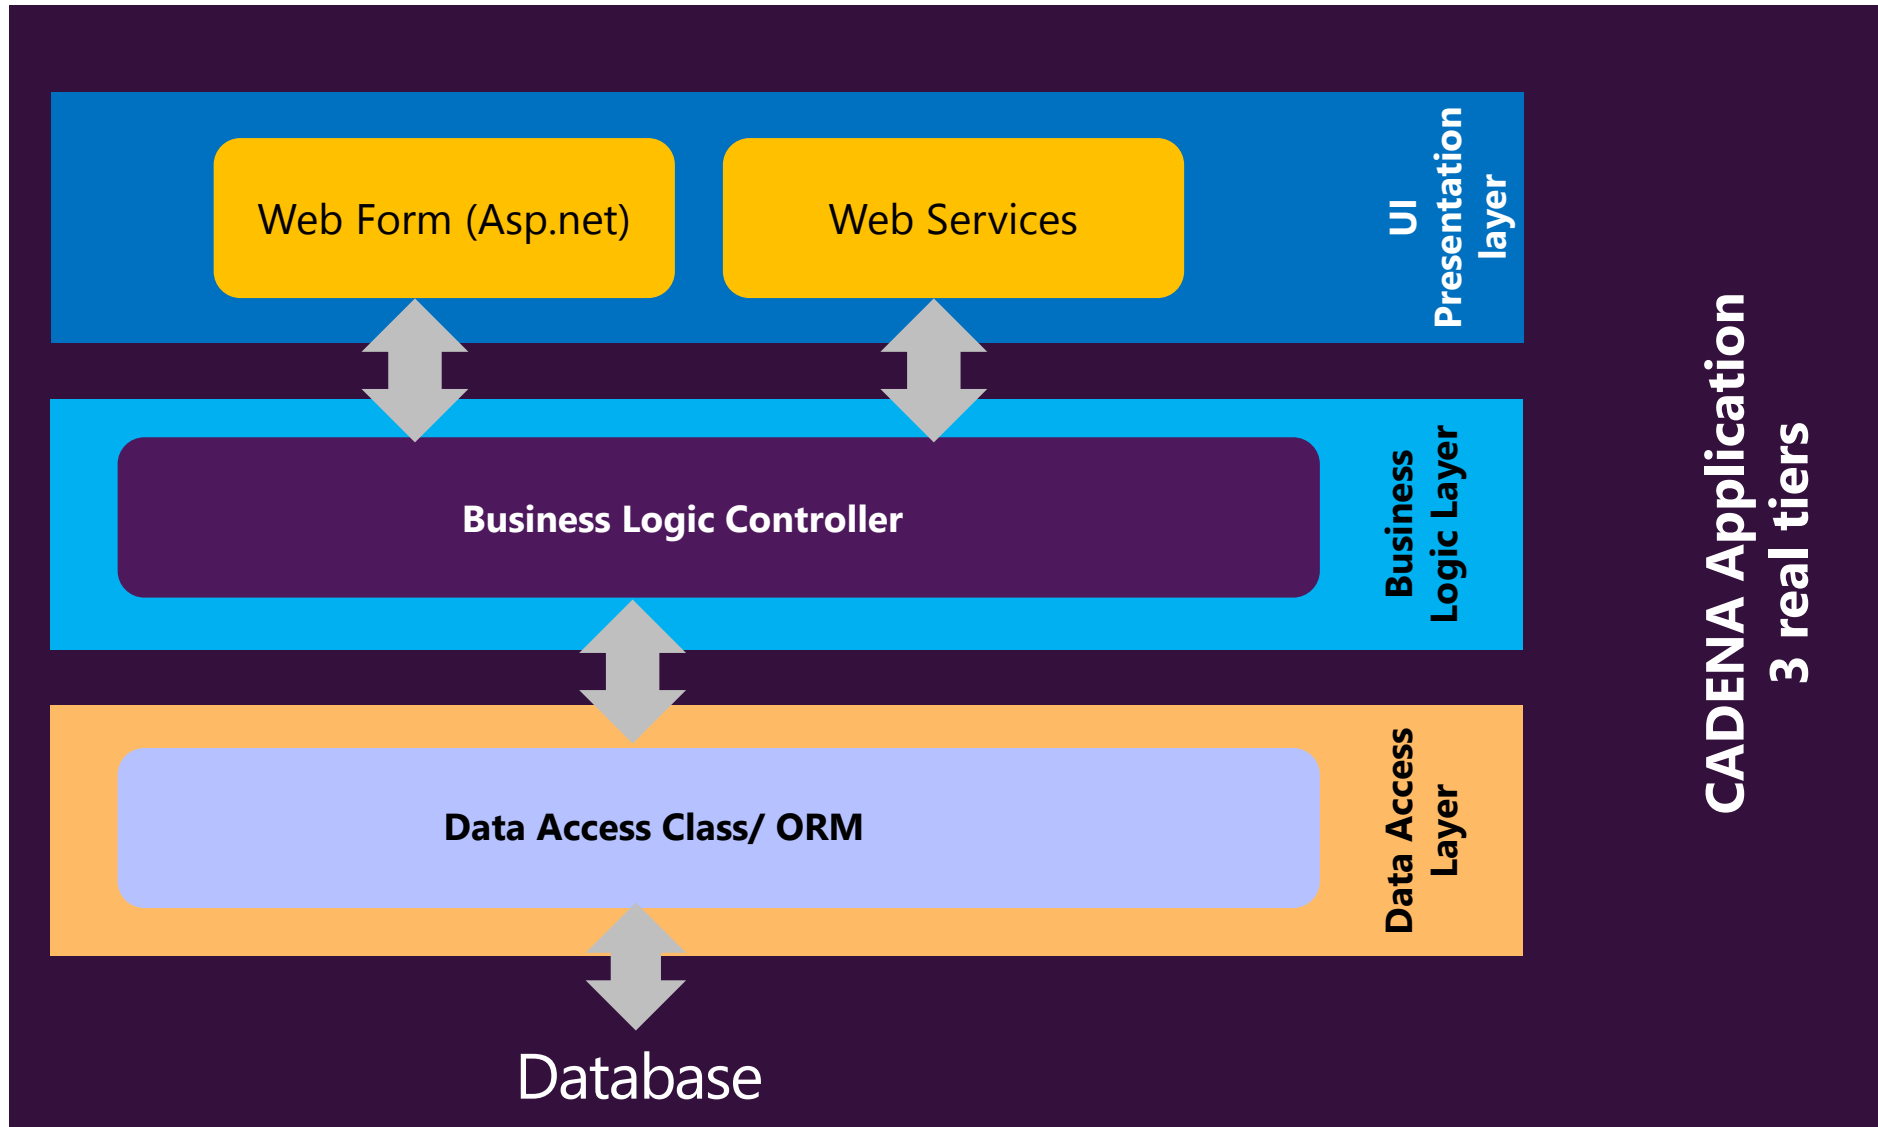 Web Form (Asp.net)
Web Services
UI
Presentation
layer
Business Logic Controller
Business
Logic Layer
Data Access Class/ ORM
Data Access
Layer
Database
CADENA Application
3 real tiers